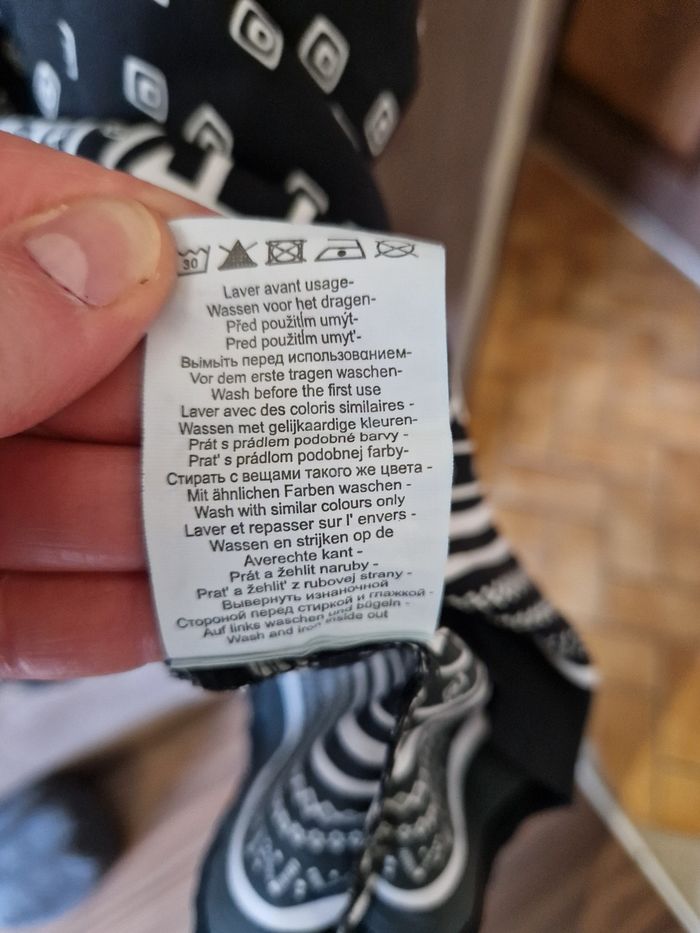 30
Laver avant usage-
Wassen voor het dragen-
Před použitím umýt-
Pred použitím umyt'-
Вымыть перед использованием-
Vor dem erste tragen waschen-
Wash before the first use
Laver avec des coloris similaires -
Wassen met gelijkaardige kleuren-
Prát s prádlem podobné barvy -
Prat' s prádlom podobnej farby-
Стирать с вещами такого же цвета -
Mit ähnlichen Farben waschen -
Wash with similar colours only
Laver et repasser sur l' envers -
Wassen en strijken op de
Averechte kant -
Prát a žehlit naruby -
Prat' a žehlit' z rubovej strany -
Вывернуть изнаночной
Стороной перед стиркой и глажкой -
Auf links waschen und bügeln -
Wash and iron inside out